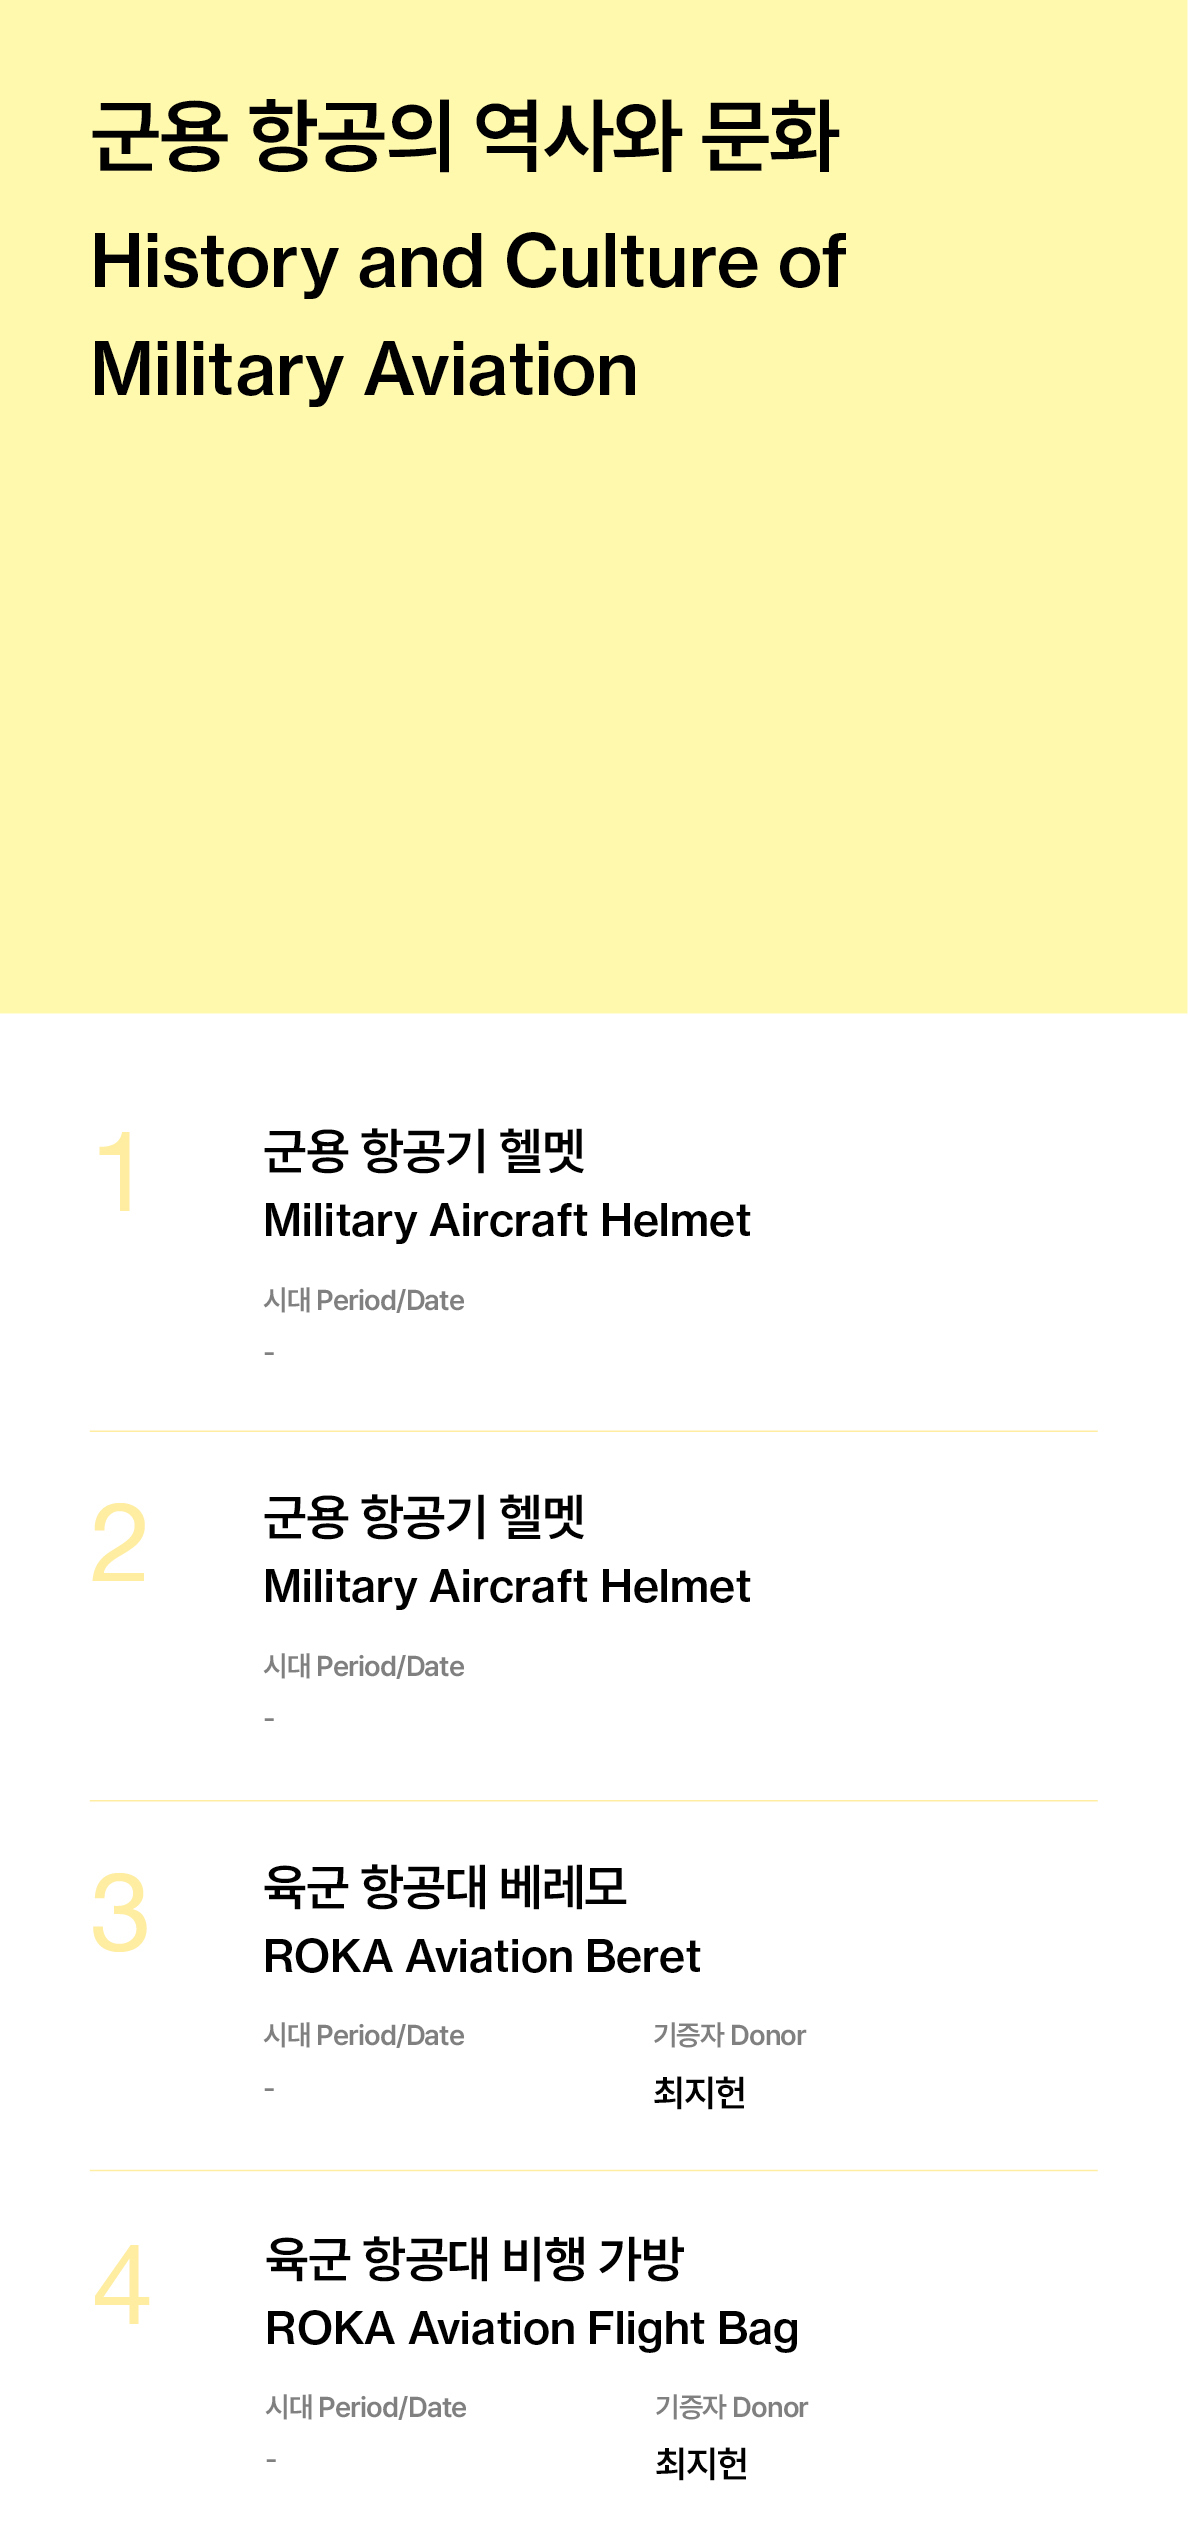 군용 항공의 역사와 문화
History and Culture of
Military Aviation
1
군용 항공기 헬멧
Military Aircraft Helmet
시대 Period/Date
-
2
군용 항공기 헬멧
Military Aircraft Helmet
시대 Period/Date
-
3
육군 항공대 베레모
ROKA Aviation Beret
시대 Period/Date 기증자 Donor
- 최지헌
4
육군 항공대 비행 가방
ROKA Aviation Flight Bag
시대 Period/Date 기증자 Donor
- 최지헌